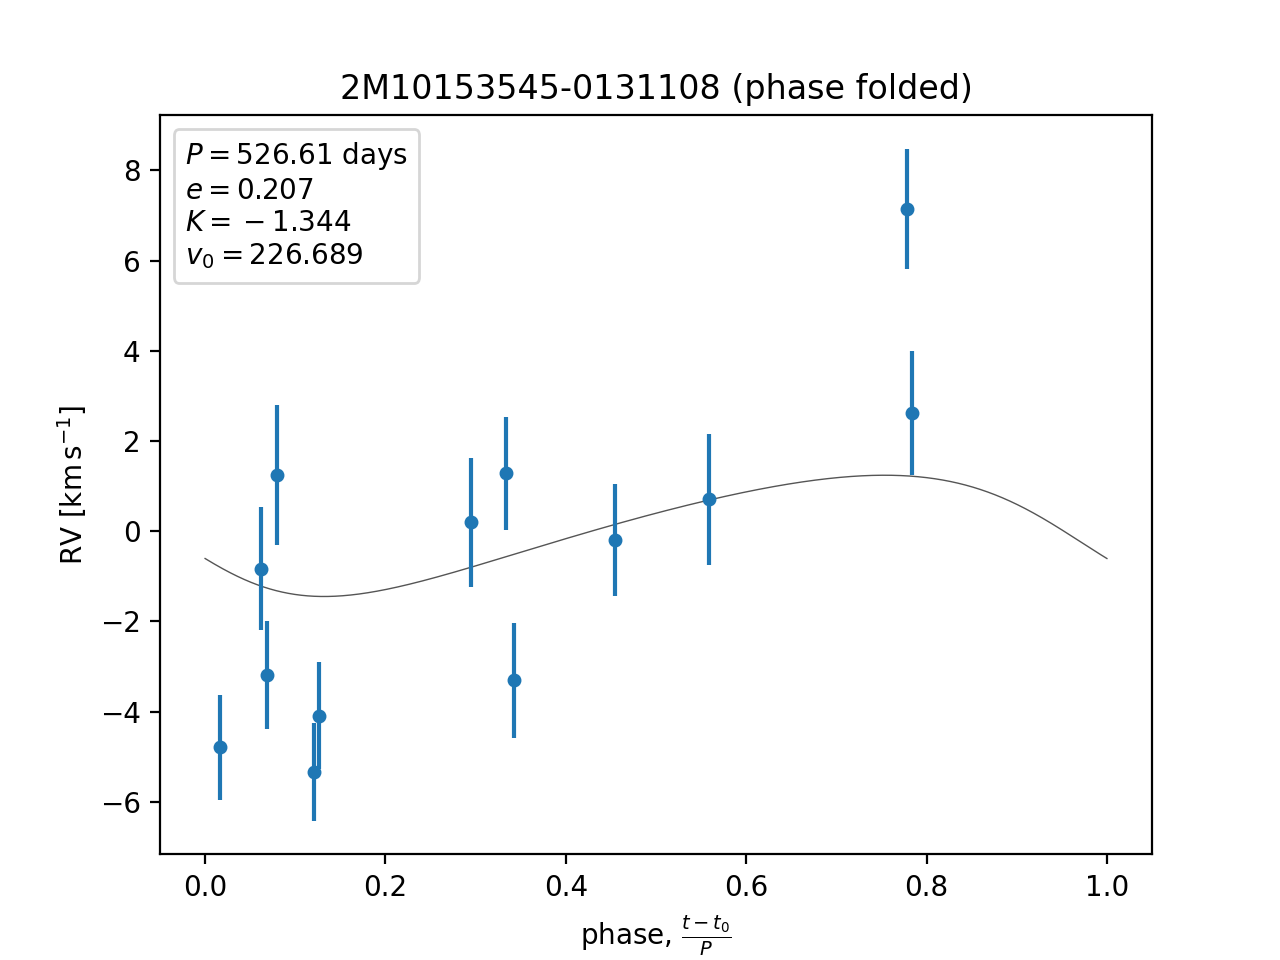 2M10153545-0131108 (phase folded)
P = 526.61 days
e = 0.207
K = −1.344
v₀ = 226.689
8
6
4
2
0
−2
−4
−6
RV [km s⁻¹]
0.0 0.2 0.4 0.6 0.8 1.0
phase, (t − t₀)/P